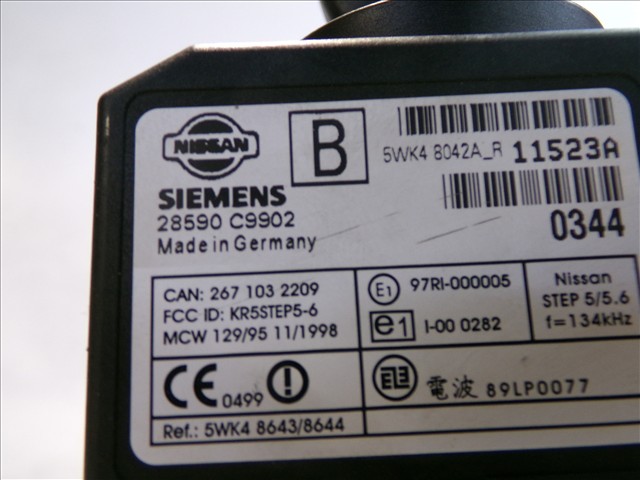 NISSAN
B
5WK4 8042A_R 11523A
SIEMENS
28590 C9902
0344
Made in Germany
CAN: 267 103 2209
FCC ID: KR5STEP5-6
MCW 129/95 11/1998
E1 97RI-000005
e1 I-00 0282
Nissan
STEP 5/5.6
f=134kHz
CE 0499
電波 89LP0077
Ref.: 5WK4 8643/8644